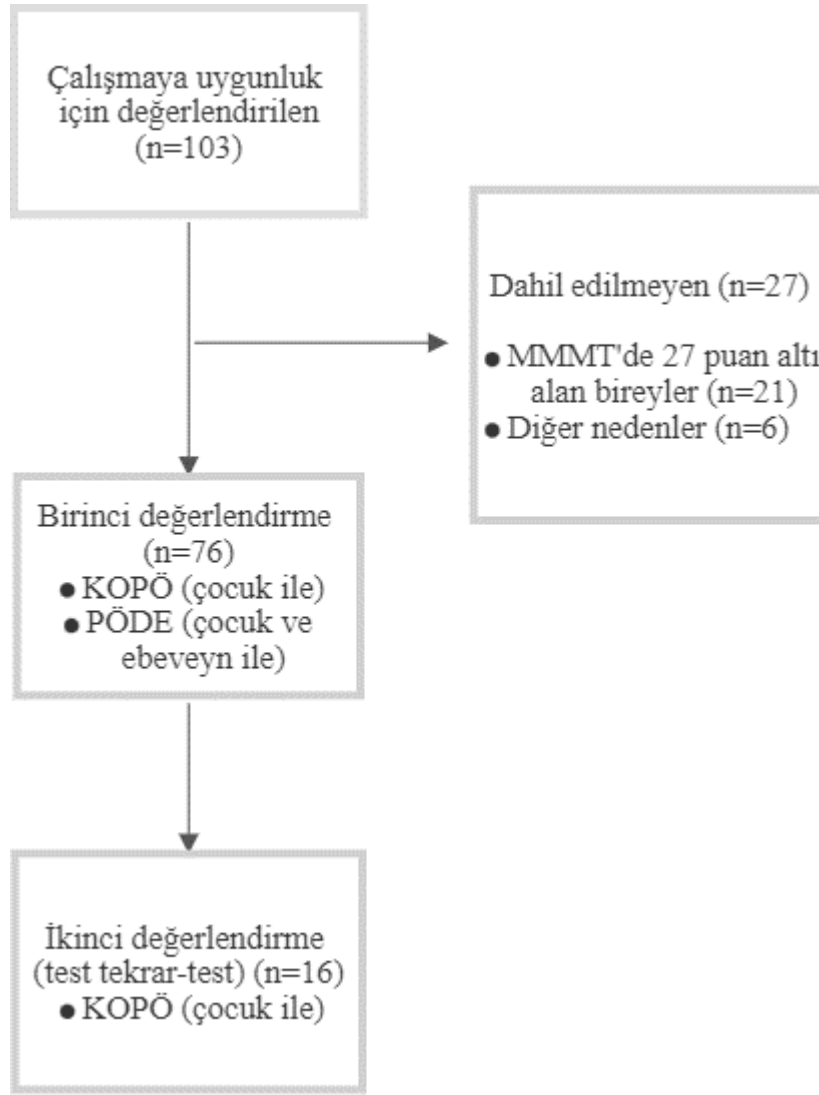 Çalışmaya uygunluk
için değerlendirilen
(n=103)
Dahil edilmeyen (n=27)
● MMMT'de 27 puan altı
alan bireyler (n=21)
● Diğer nedenler (n=6)
Birinci değerlendirme
(n=76)
● KOPÖ (çocuk ile)
● PÖDE (çocuk ve
ebeveyn ile)
İkinci değerlendirme
(test tekrar-test) (n=16)
● KOPÖ (çocuk ile)